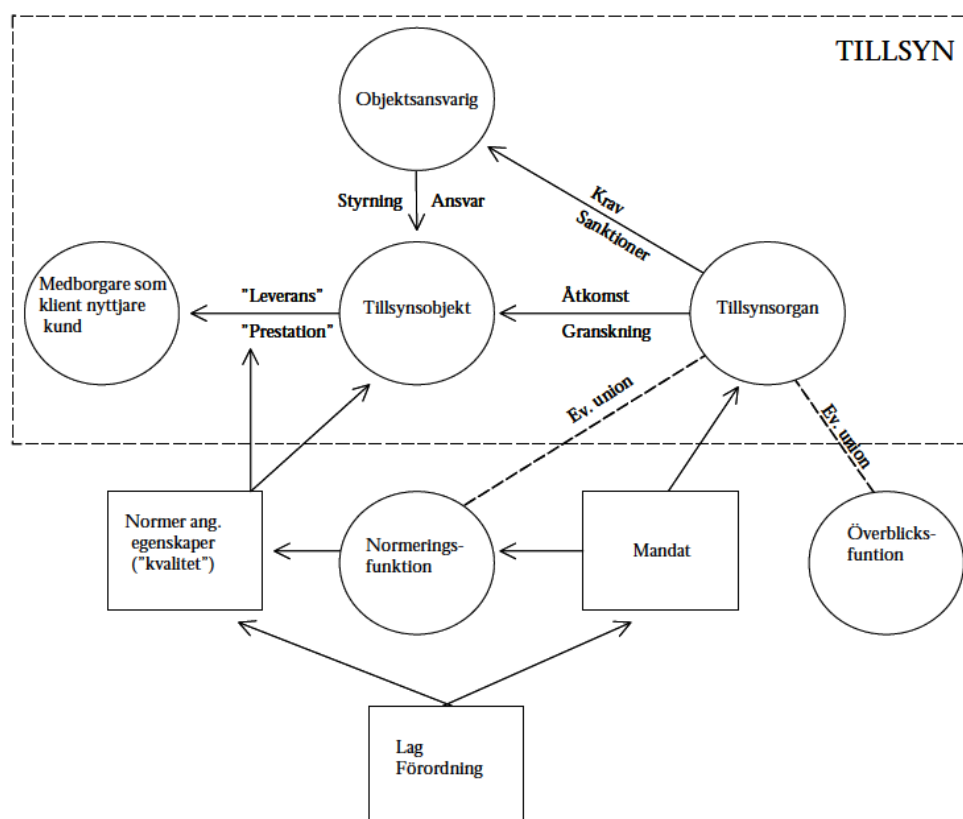 TILLSYN
Objektsansvarig
Styrning Ansvar
Krav
Sanktioner
Medborgare som
klient nyttjare
kund
"Leverans"
"Prestation"
Tillsynsobjekt
Åtkomst
Granskning
Tillsynsorgan
Ev. union
Ev. union
Normer ang.
egenskaper
("kvalitet")
Normerings-
funktion
Mandat
Överblicks-
funtion
Lag
Förordning